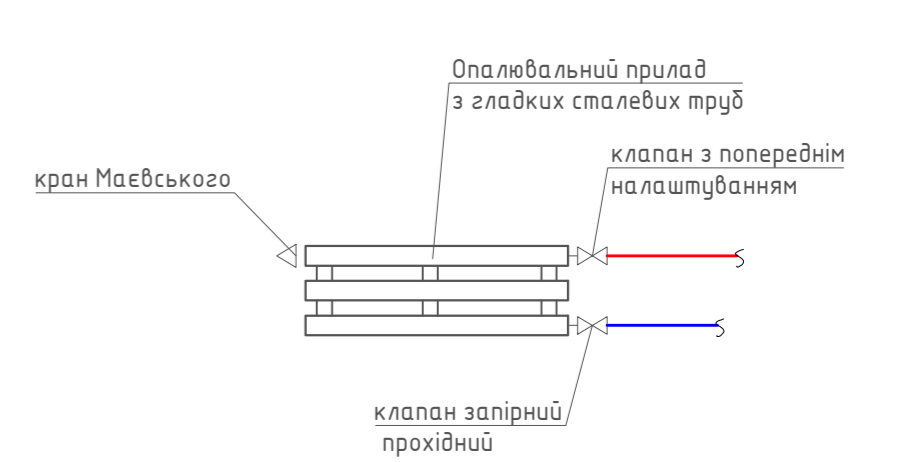 Опалювальний прилад
з гладких сталевих труб
клапан з попереднім
налаштуванням
кран Маєвського
клапан запірний
прохідний